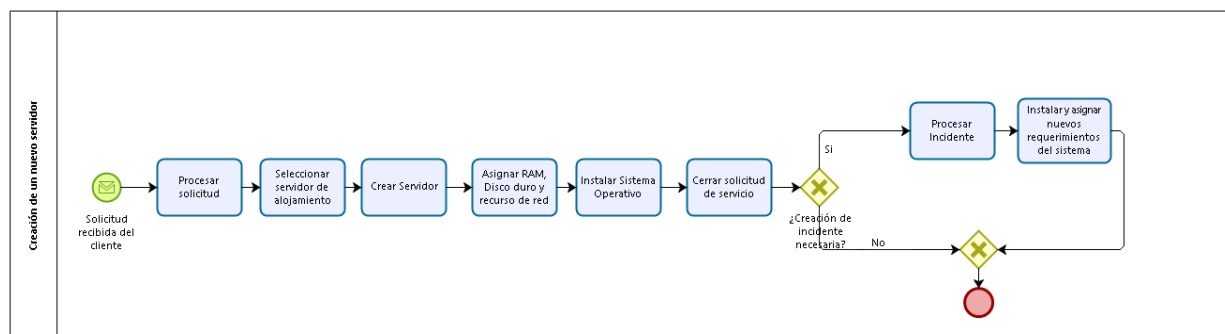 Creación de un nuevo servidor
Solicitud
recibida del
cliente
Procesar
solicitud
Seleccionar
servidor de
alojamiento
Crear Servidor
Asignar RAM,
Disco duro y
recurso de red
Instalar Sistema
Operativo
Cerrar solicitud
de servicio
¿Creación de
incidente
necesaria?
Si
No
Procesar
Incidente
Instalar y asignar
nuevos
requerimientos
del sistema